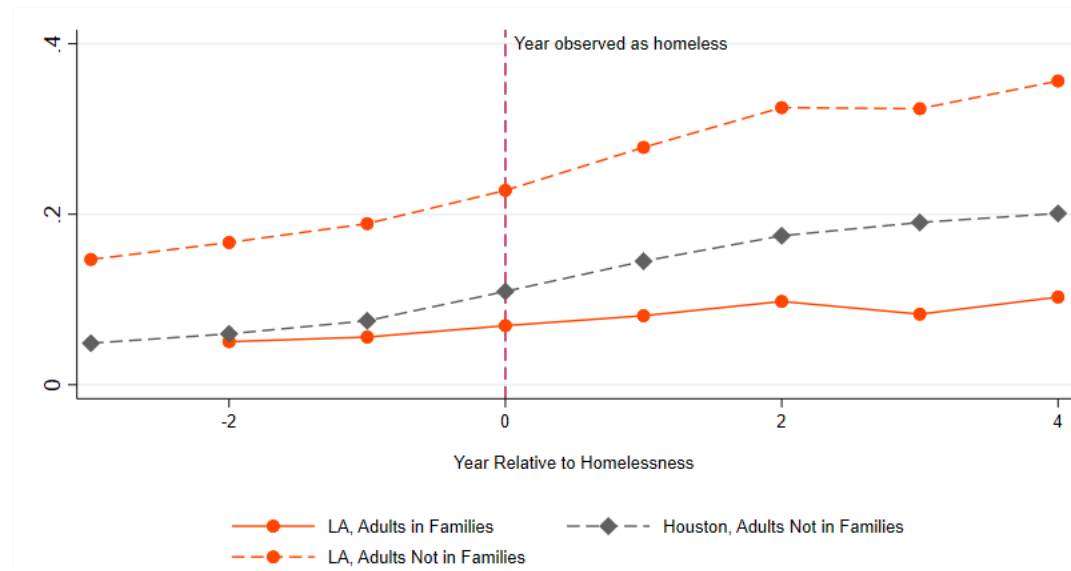 .4
Year observed as homeless
.2
0
-2 0 2 4
Year Relative to Homelessness
LA, Adults in Families Houston, Adults Not in Families
LA, Adults Not in Families